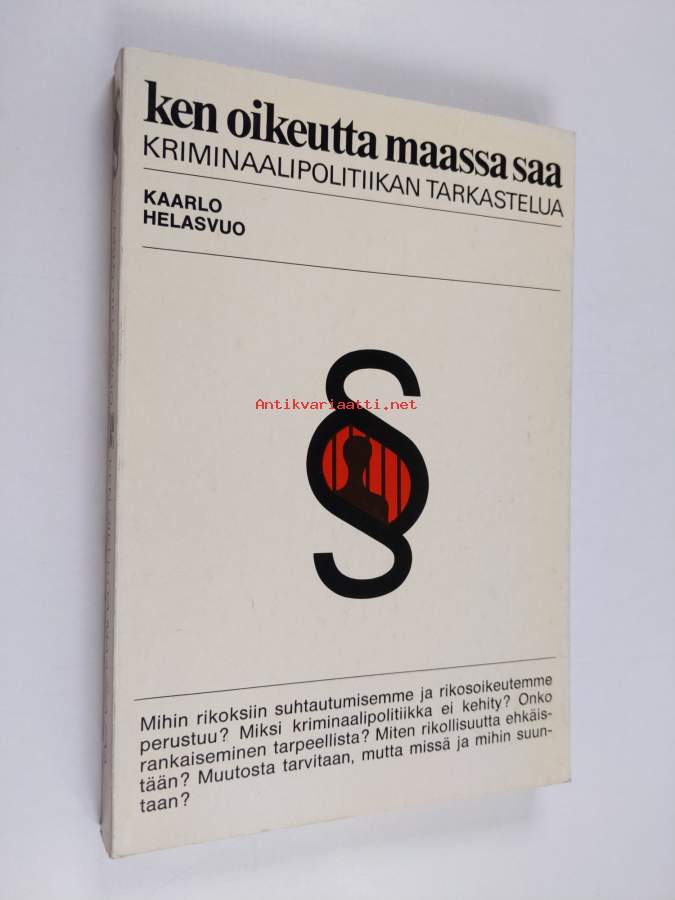 ken oikeutta maassa saa
KRIMINAALIPOLITIIKAN TARKASTELUA
KAARLO
HELASVUO
§
Antikvariaatti.net
Mihin rikoksiin suhtautumisemme ja rikosoikeutemme
perustuu? Miksi kriminaalipolitiikka ei kehity? Onko
rankaiseminen tarpeellista? Miten rikollisuutta ehkäis-
tään? Muutosta tarvitaan, mutta missä ja mihin suun-
taan?